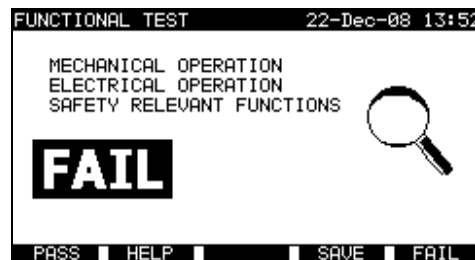 FUNCTIONAL TEST 22-Dec-08 13:52
MECHANICAL OPERATION
ELECTRICAL OPERATION
SAFETY RELEVANT FUNCTIONS
FAIL
PASS HELP SAVE FAIL